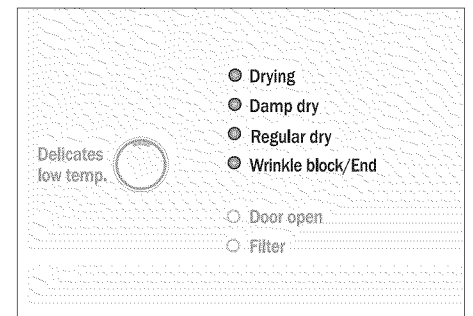 Drying
Damp dry
Regular dry
Delicates
low temp.
Wrinkle block/End
Door open
Filter